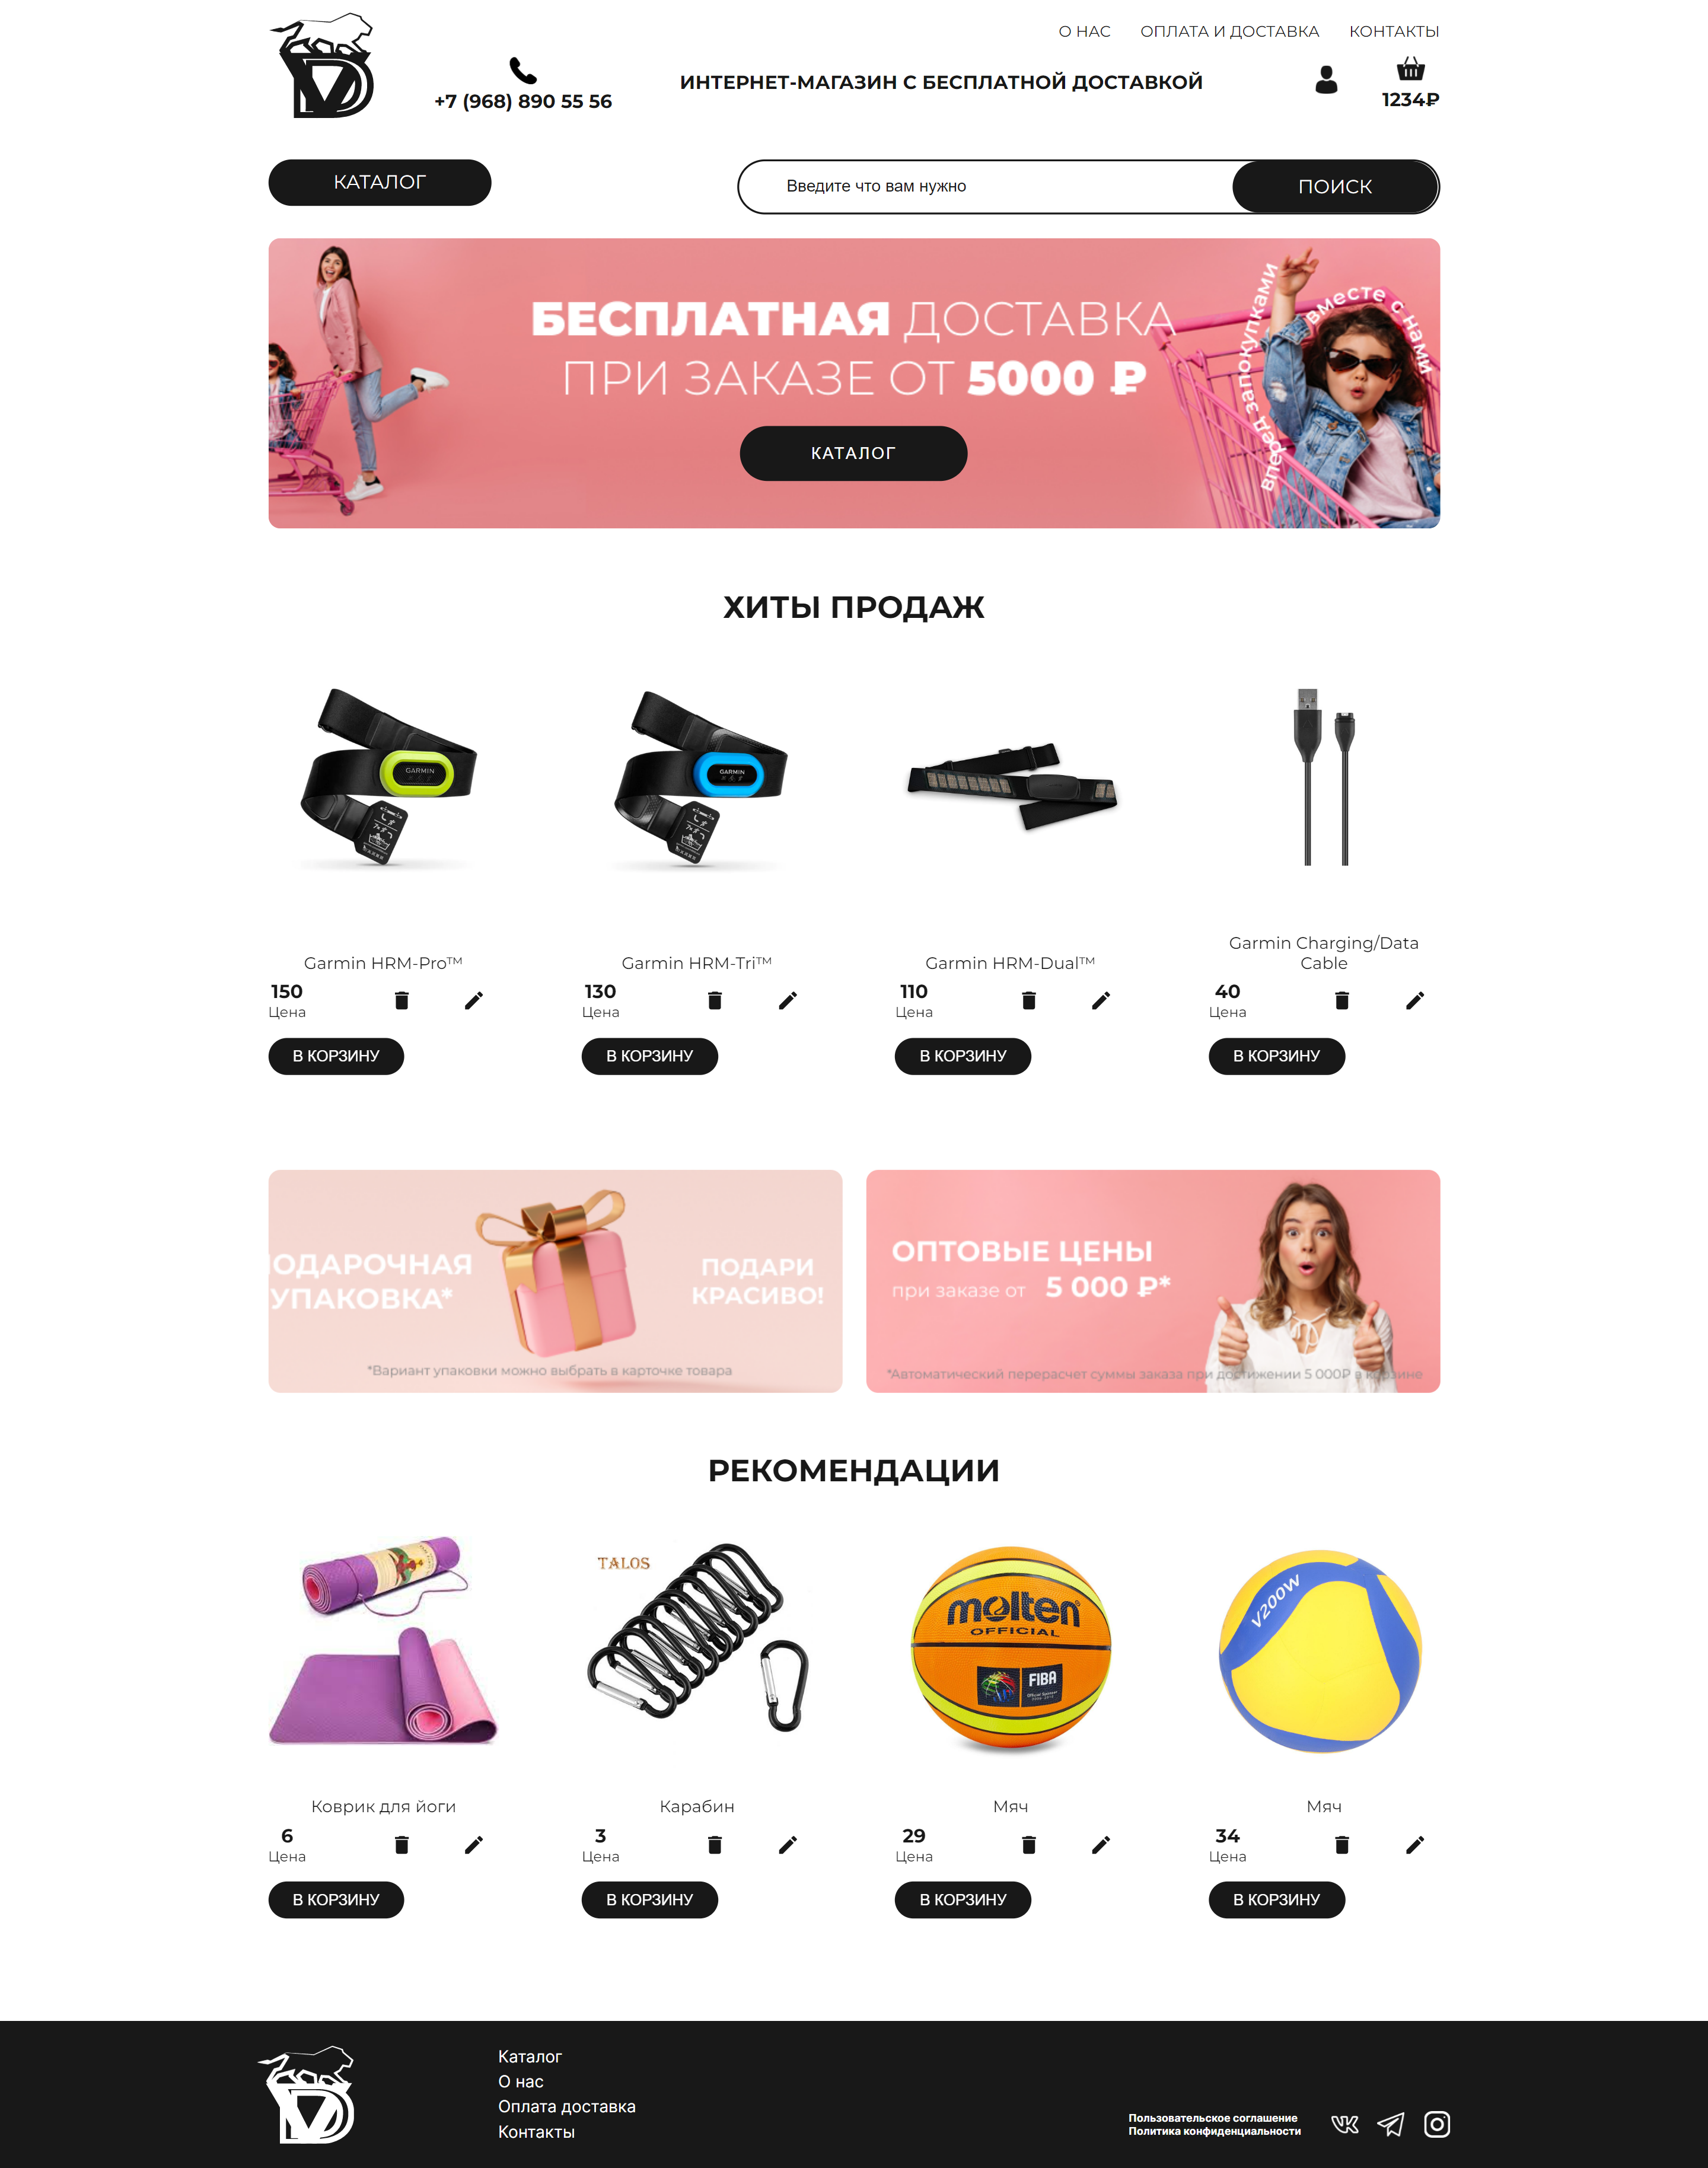 О НАС ОПЛАТА И ДОСТАВКА КОНТАКТЫ
+7 (968) 890 55 56
ИНТЕРНЕТ-МАГАЗИН С БЕСПЛАТНОЙ ДОСТАВКОЙ
1234₽
КАТАЛОГ
Введите что вам нужно
ПОИСК
БЕСПЛАТНАЯ ДОСТАВКА
ПРИ ЗАКАЗЕ ОТ 5000 ₽
КАТАЛОГ
вперед запокупками
вместе с нами
ХИТЫ ПРОДАЖ
GARMIN
GARMIN
Garmin HRM-Pro™
150
Цена
В КОРЗИНУ
Garmin HRM-Tri™
130
Цена
В КОРЗИНУ
Garmin HRM-Dual™
110
Цена
В КОРЗИНУ
Garmin Charging/Data
Cable
40
Цена
В КОРЗИНУ
ПОДАРОЧНАЯ
УПАКОВКА*
ПОДАРИ
КРАСИВО!
*Вариант упаковки можно выбрать в карточке товара
ОПТОВЫЕ ЦЕНЫ
при заказе от 5 000 ₽*
*Автоматический перерасчет суммы заказа при достижении 5 000₽ в корзине
РЕКОМЕНДАЦИИ
TALOS
molten
OFFICIAL
FIBA
V200W
Коврик для йоги
6
Цена
В КОРЗИНУ
Карабин
3
Цена
В КОРЗИНУ
Мяч
29
Цена
В КОРЗИНУ
Мяч
34
Цена
В КОРЗИНУ
Каталог
О нас
Оплата доставка
Контакты
Пользовательское соглашение
Политика конфиденциальности